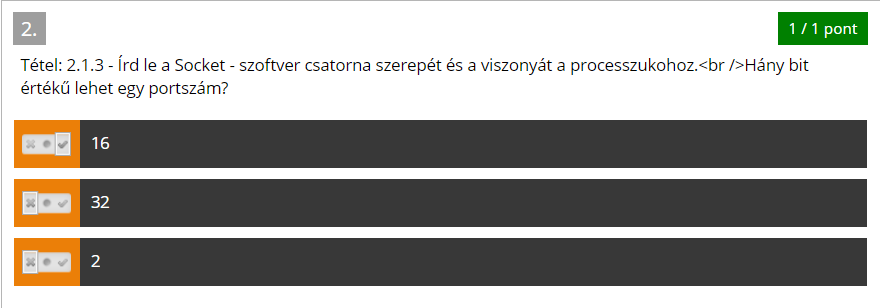 2.
1 / 1 pont
Tétel: 2.1.3 - Írd le a Socket - szoftver csatorna szerepét és a viszonyát a processzukohoz.<br />Hány bit
értékű lehet egy portszám?
16
32
2